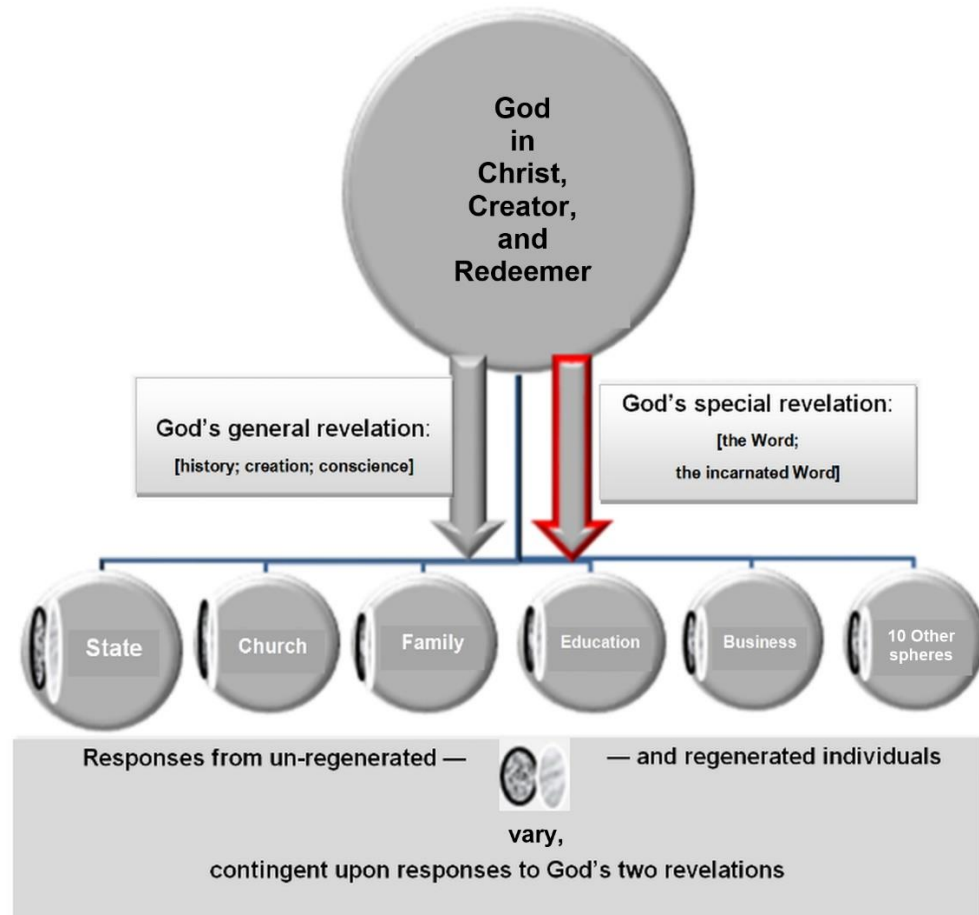 God
in
Christ,
Creator,
and
Redeemer
God's general revelation:
[history; creation; conscience]
God's special revelation:
[the Word;
the incarnated Word]
State
Church
Family
Education
Business
10 Other
spheres
Responses from un-regenerated — — and regenerated individuals
vary,
contingent upon responses to God's two revelations